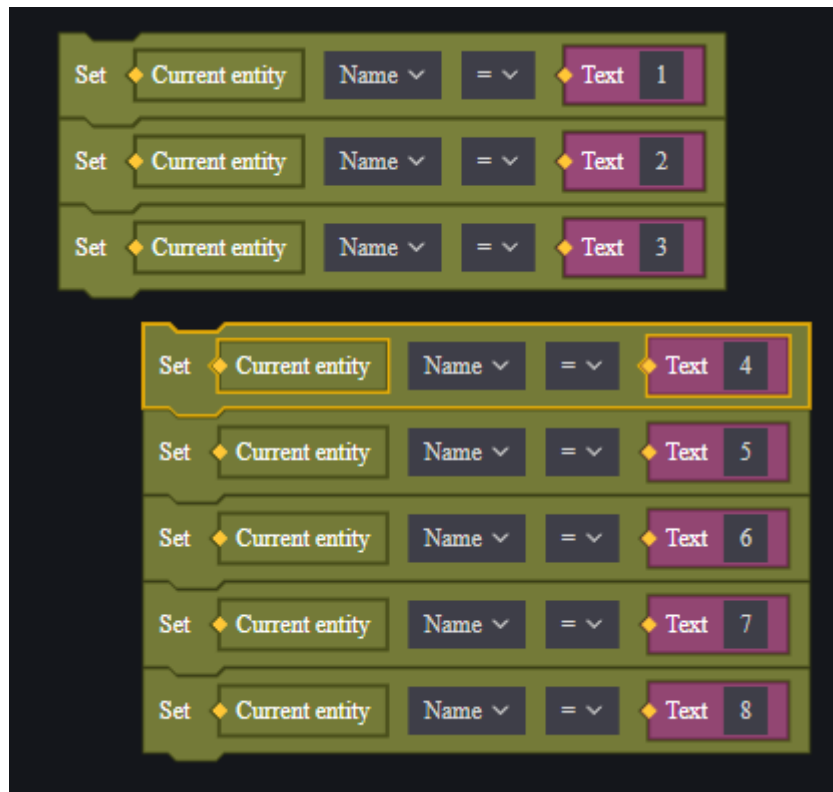 Set Current entity Name = Text 1
Set Current entity Name = Text 2
Set Current entity Name = Text 3
Set Current entity Name = Text 4
Set Current entity Name = Text 5
Set Current entity Name = Text 6
Set Current entity Name = Text 7
Set Current entity Name = Text 8